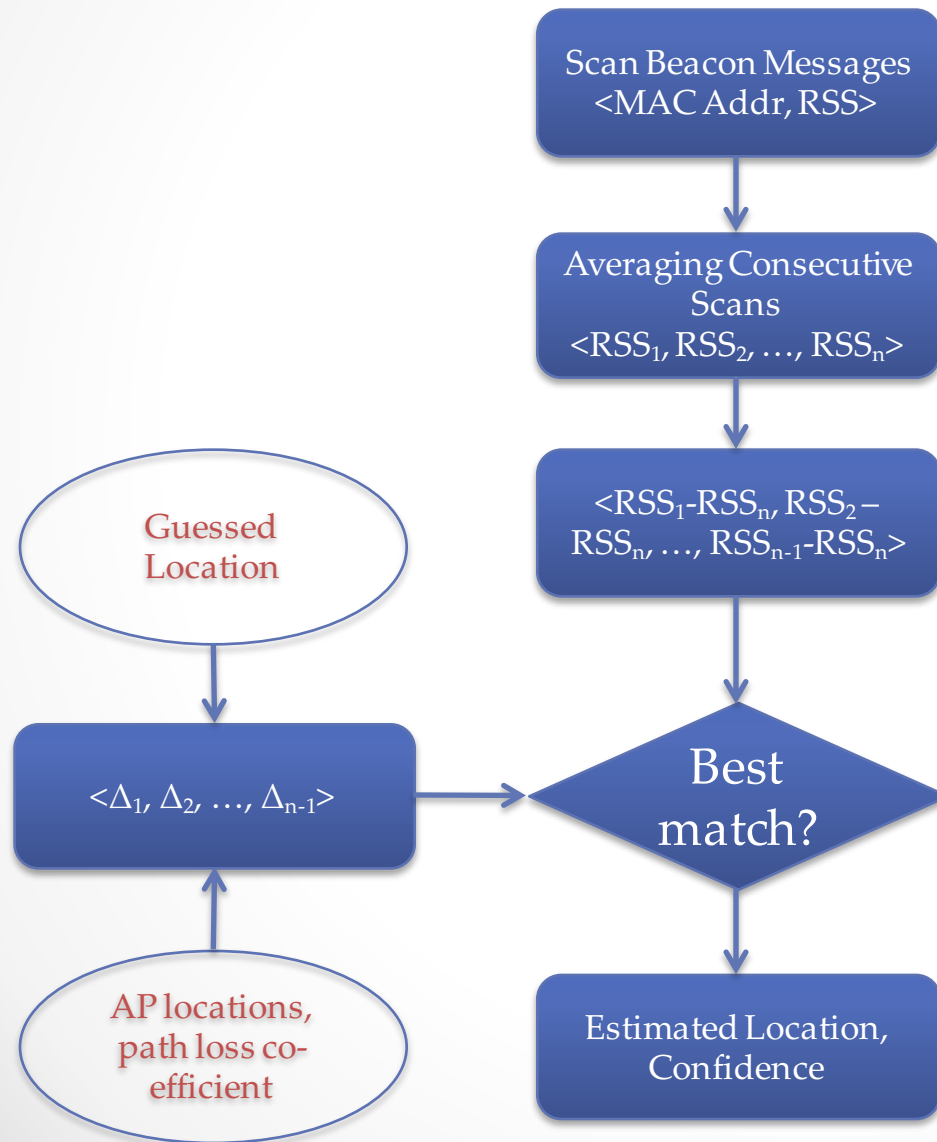 Scan Beacon Messages
<MAC Addr, RSS>
Averaging Consecutive
Scans
<RSS₁, RSS₂, …, RSSₙ>
<RSS₁-RSSₙ, RSS₂ –
RSSₙ, …, RSSₙ₋₁-RSSₙ>
Guessed
Location
<Δ₁, Δ₂, …, Δₙ₋₁>
Best
match?
AP locations,
path loss co-
efficient
Estimated Location,
Confidence